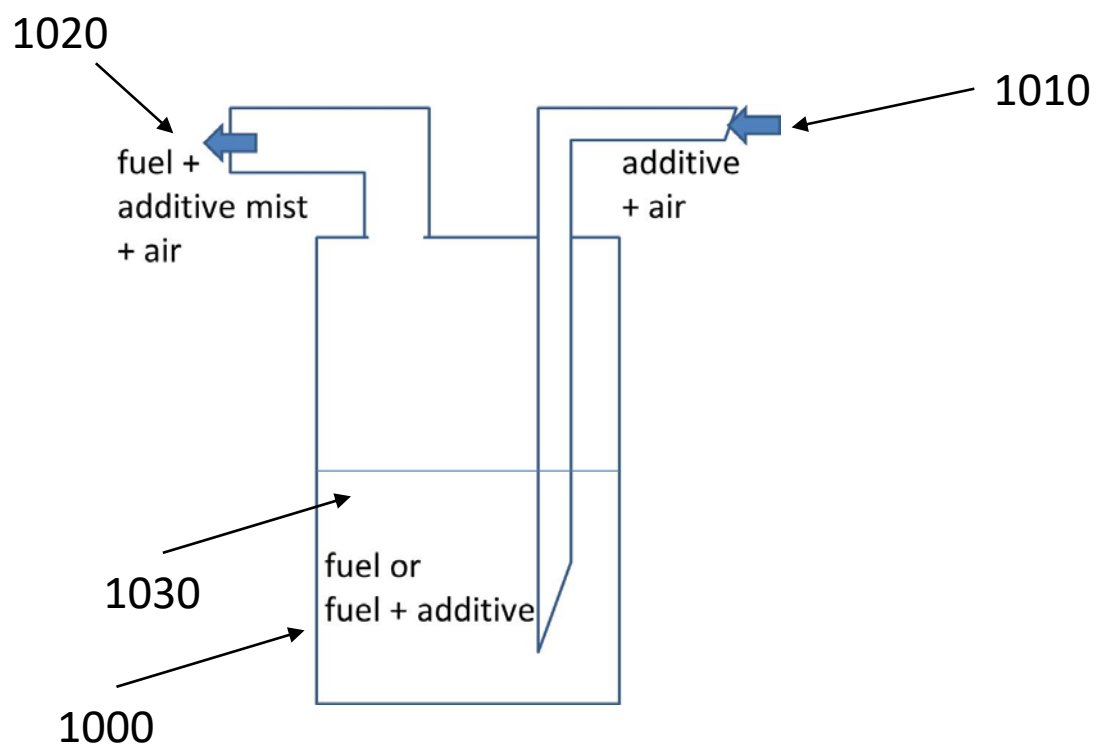 1020
1010
fuel +
additive mist
+ air
additive
+ air
fuel or
fuel + additive
1030
1000